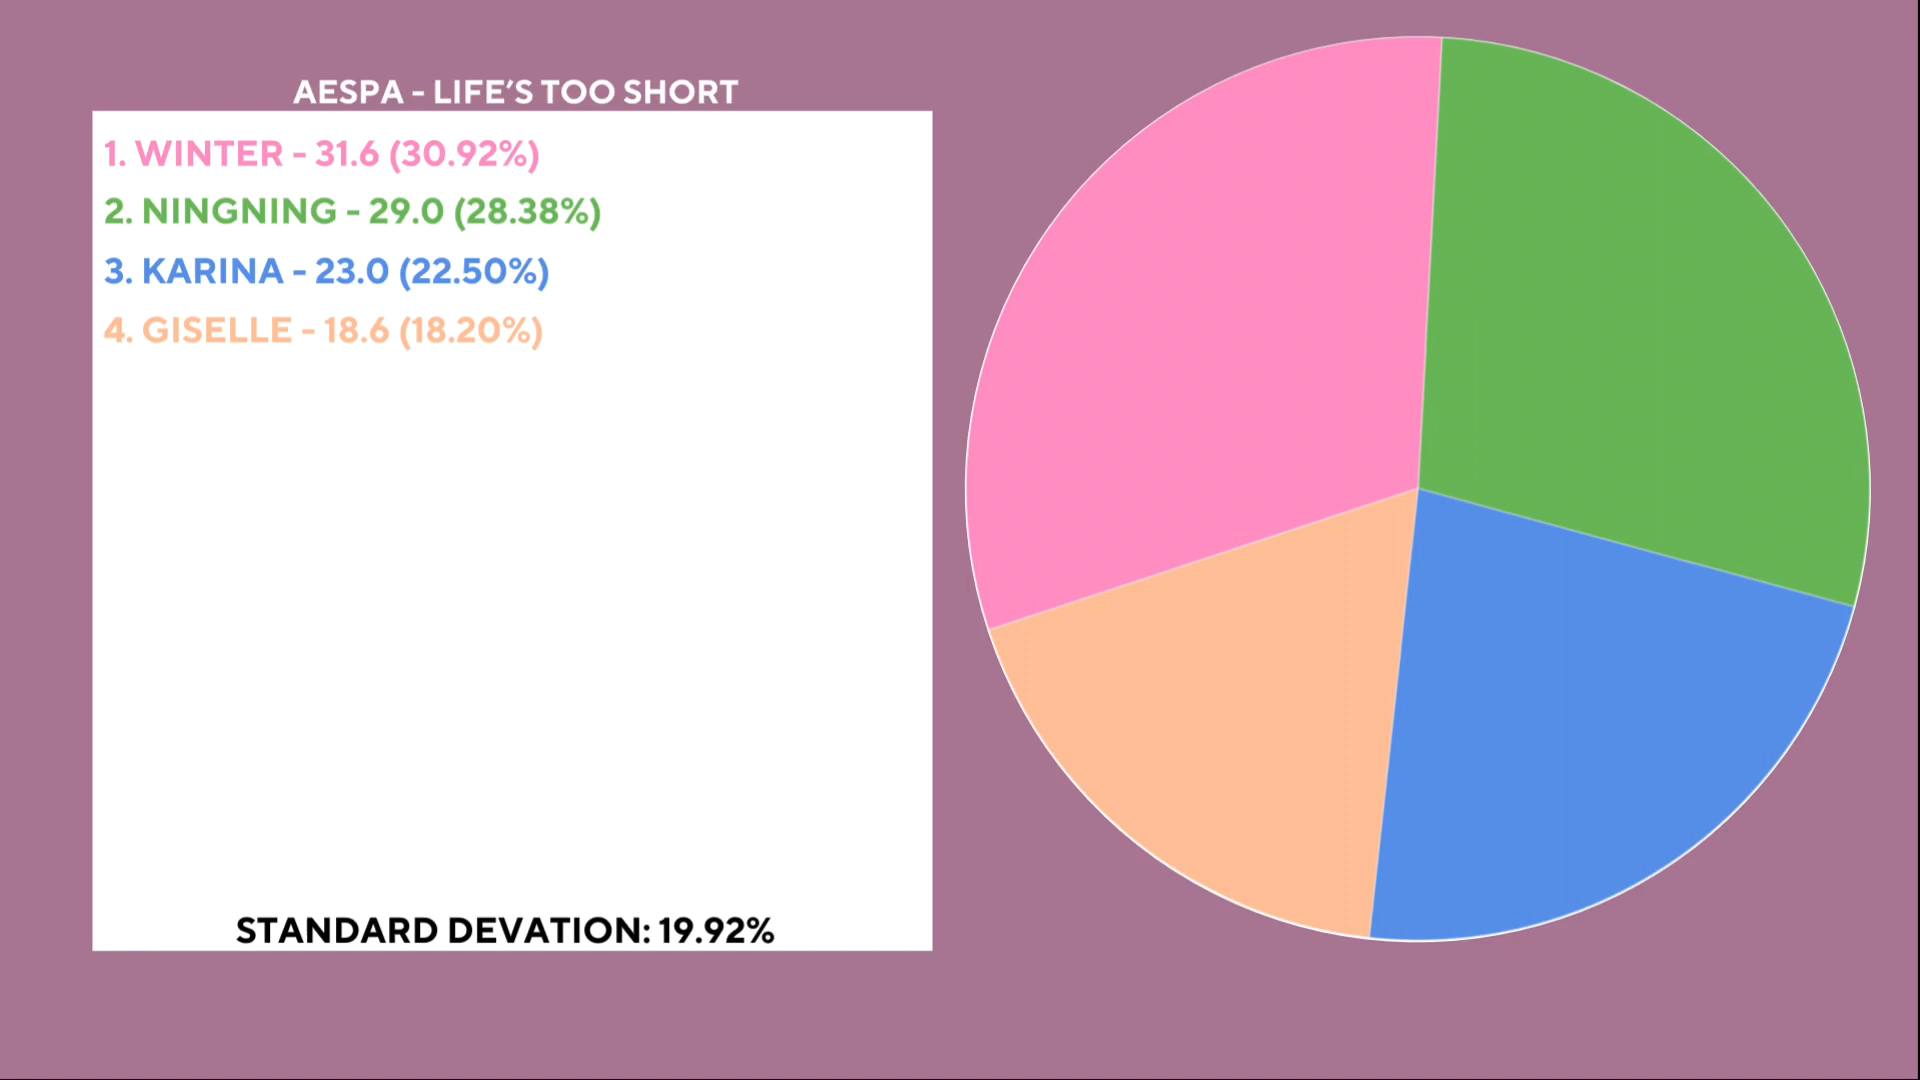 AESPA - LIFE'S TOO SHORT
1. WINTER - 31.6 (30.92%)
2. NINGNING - 29.0 (28.38%)
3. KARINA - 23.0 (22.50%)
4. GISELLE - 18.6 (18.20%)
STANDARD DEVATION: 19.92%